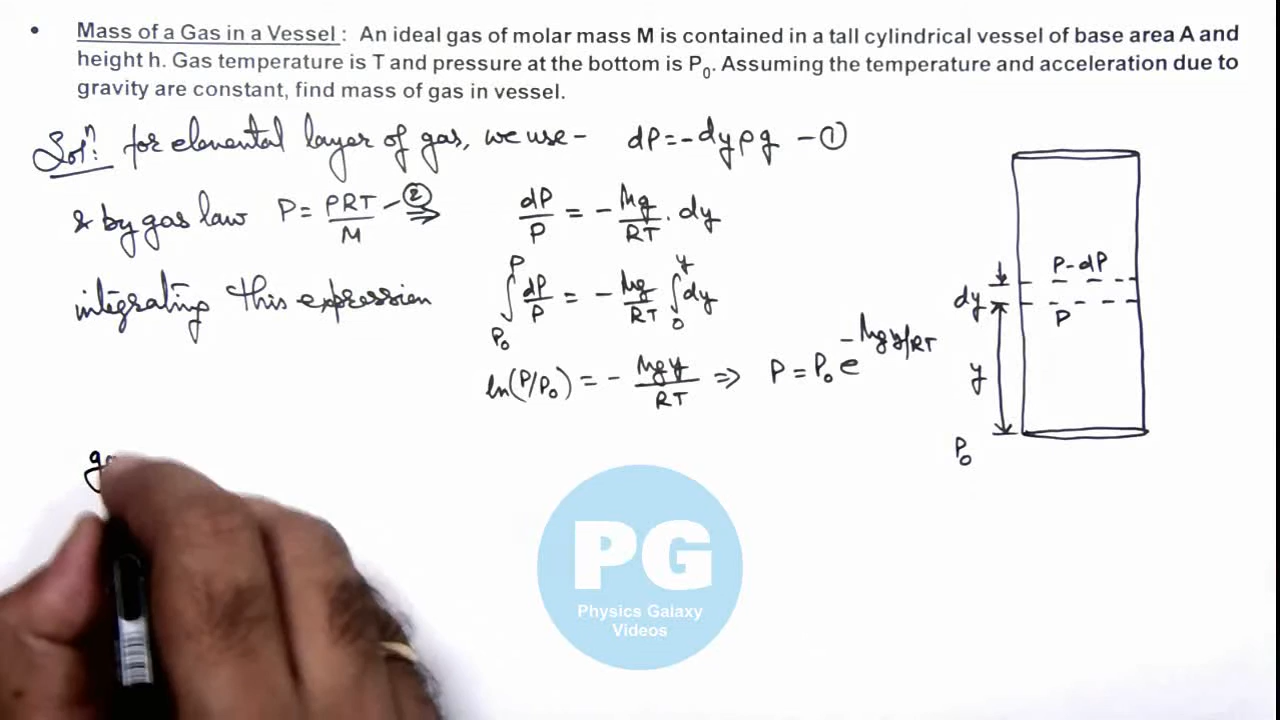 • Mass of a Gas in a Vessel : An ideal gas of molar mass M is contained in a tall cylindrical vessel of base area A and
height h. Gas temperature is T and pressure at the bottom is P₀. Assuming the temperature and acceleration due to
gravity are constant, find mass of gas in vessel.
Solⁿ: for elemental layer of gas, we use - dP = -dyρg - ①
& by gas law P = ρRT/M - ② ⇒ dP/P = - Mg/RT . dy
integrating this expression ∫_{P₀}^{P} dP/P = - Mg/RT ∫_{0}^{y} dy
ln(P/P₀) = - Mgy/RT ⇒ P = P₀ e^{-Mgy/RT}
P-dP
dy
P
y
P₀
PG
Physics Galaxy
Videos